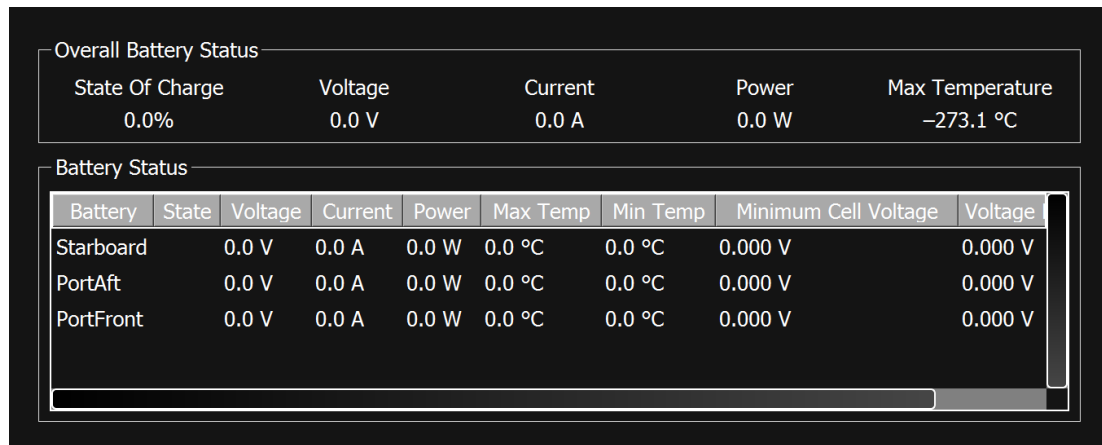 Overall Battery Status
State Of Charge Voltage Current Power Max Temperature
0.0% 0.0 V 0.0 A 0.0 W –273.1 °C
Battery Status
Battery State Voltage Current Power Max Temp Min Temp Minimum Cell Voltage Voltage
Starboard 0.0 V 0.0 A 0.0 W 0.0 °C 0.0 °C 0.000 V 0.000 V
PortAft 0.0 V 0.0 A 0.0 W 0.0 °C 0.0 °C 0.000 V 0.000 V
PortFront 0.0 V 0.0 A 0.0 W 0.0 °C 0.0 °C 0.000 V 0.000 V